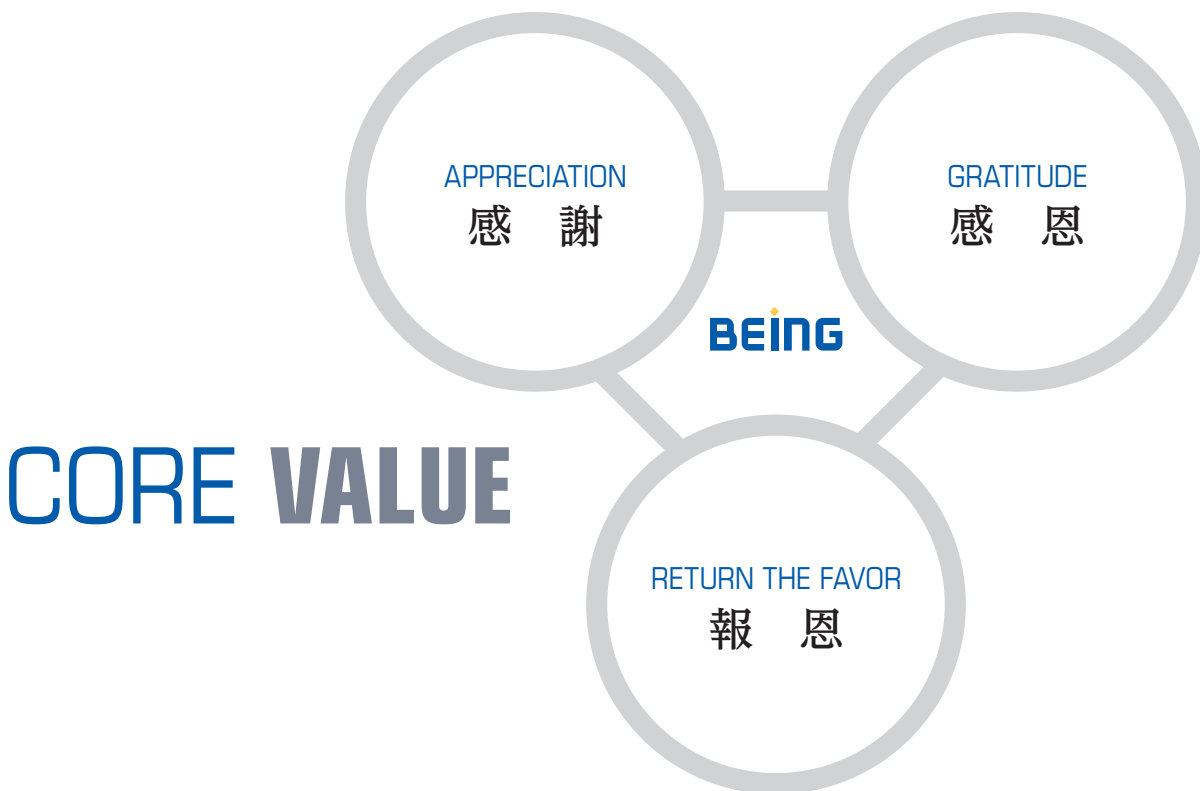 APPRECIATION
感 謝
GRATITUDE
感 恩
BEING
CORE VALUE
RETURN THE FAVOR
報 恩